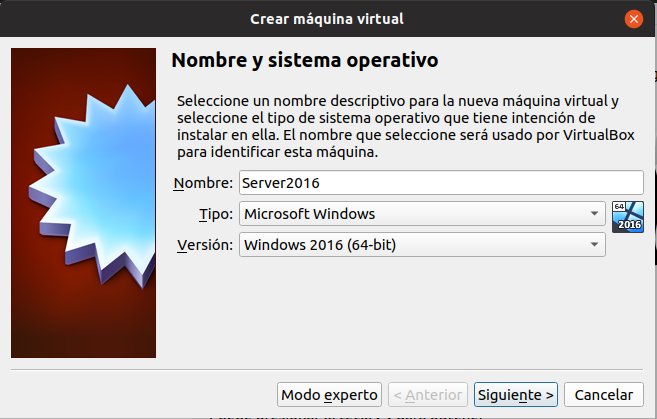 Crear máquina virtual
Nombre y sistema operativo
Seleccione un nombre descriptivo para la nueva máquina virtual y
seleccione el tipo de sistema operativo que tiene intención de
instalar en ella. El nombre que seleccione será usado por VirtualBox
para identificar esta máquina.
Nombre: Server2016
Tipo: Microsoft Windows
64
2016
Versión: Windows 2016 (64-bit)
Modo experto < Anterior Siguiente > Cancelar